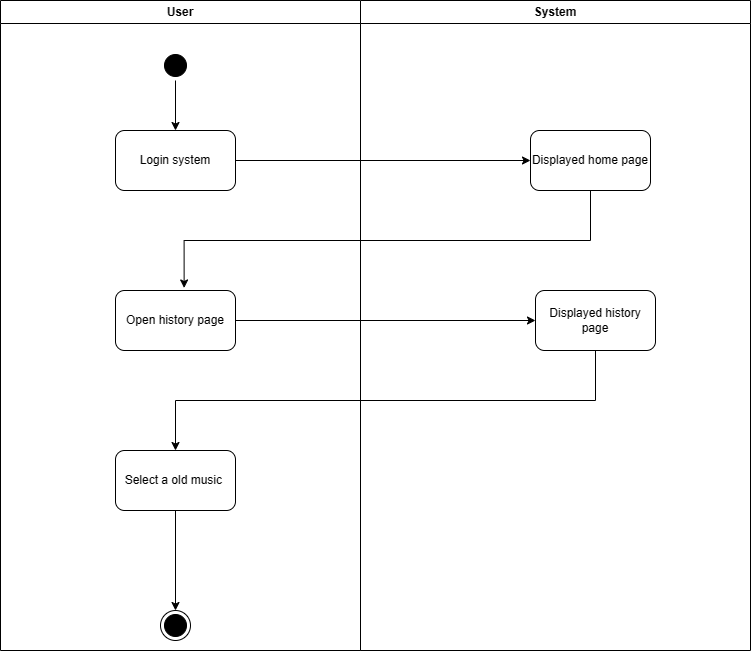 User
System
Login system
Displayed home page
Open history page
Displayed history
page
Select a old music